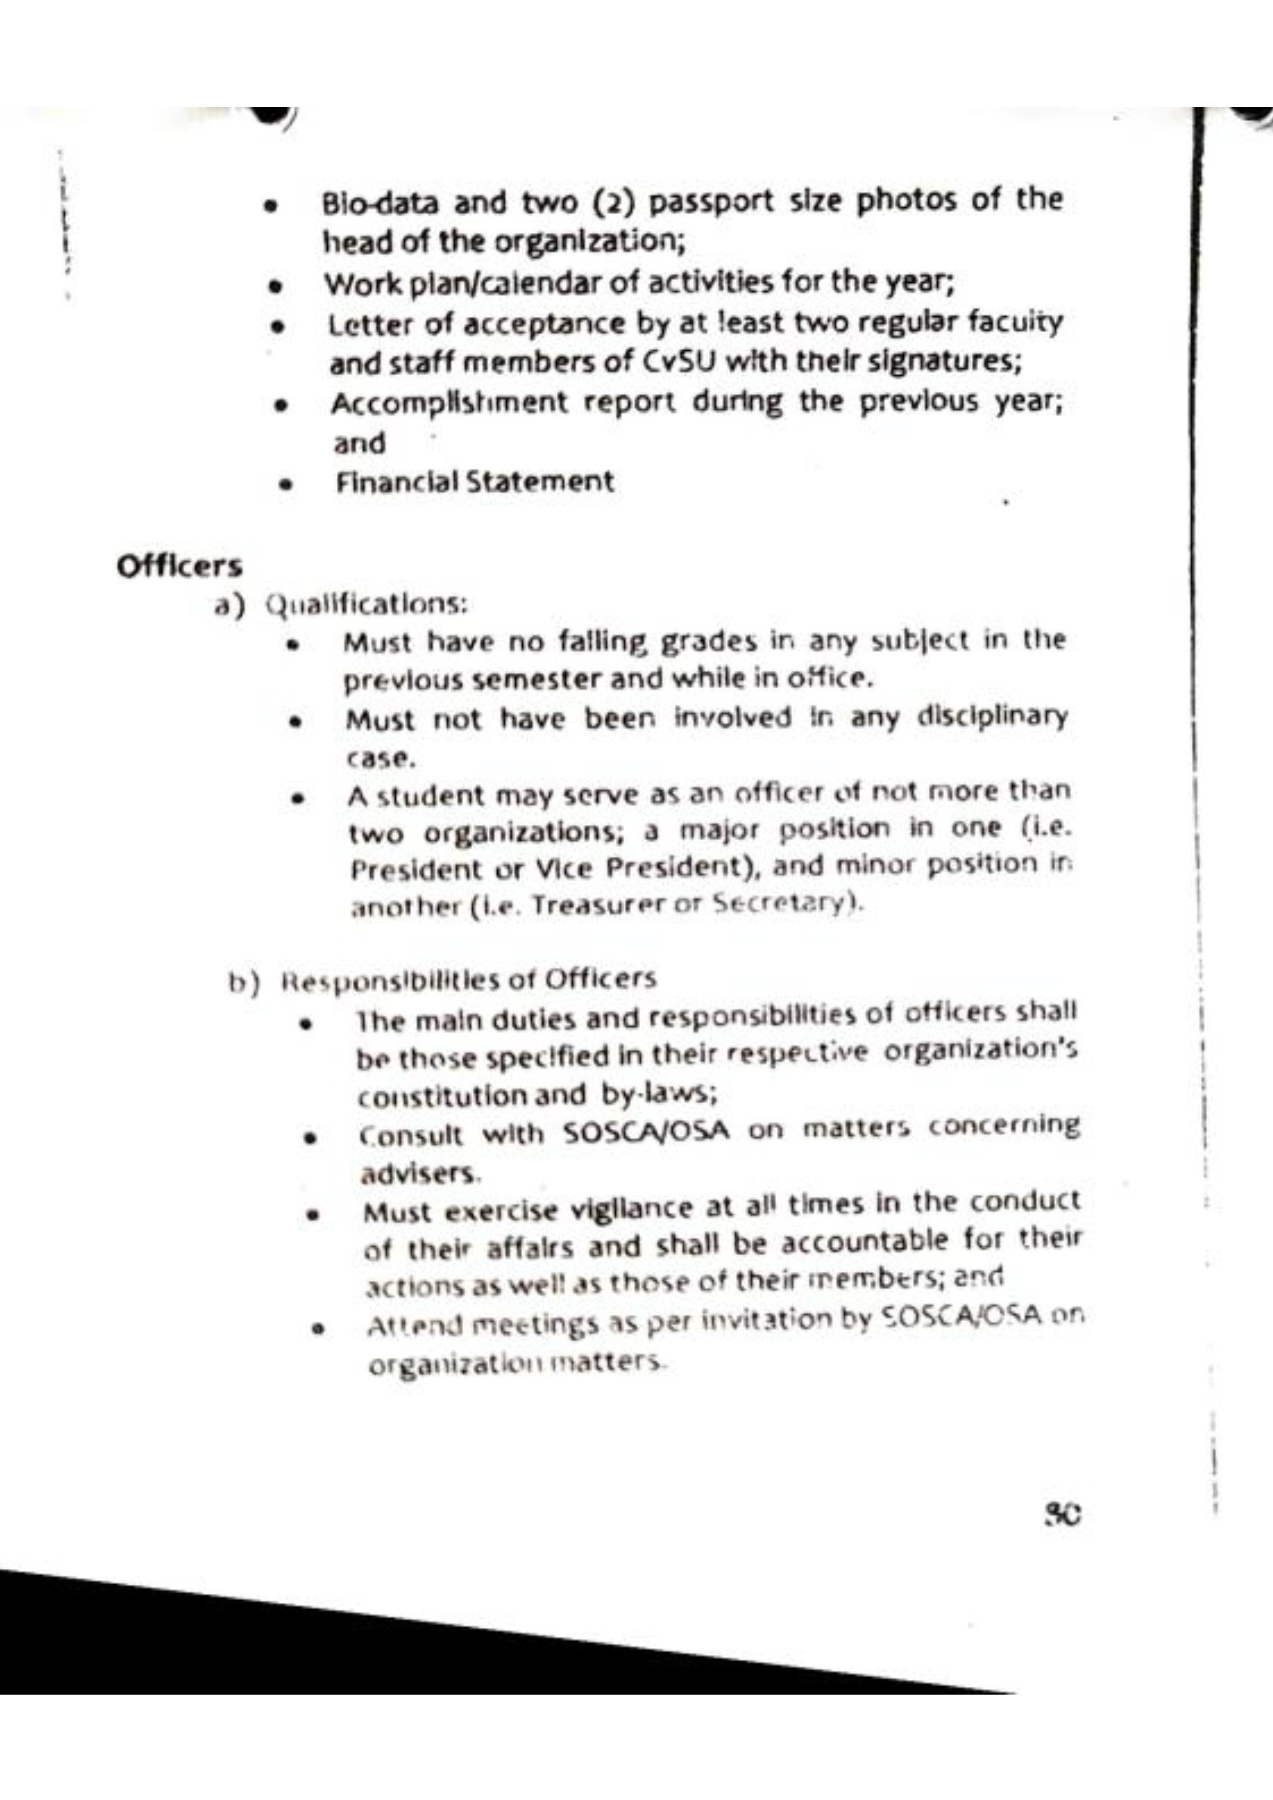 • Bio-data and two (2) passport size photos of the
head of the organization;
• Work plan/calendar of activities for the year;
• Letter of acceptance by at least two regular faculty
and staff members of CvSU with their signatures;
• Accomplishment report during the previous year;
and
• Financial Statement
Officers
a) Qualifications:
• Must have no falling grades in any subject in the
previous semester and while in office.
• Must not have been involved in any disciplinary
case.
• A student may serve as an officer of not more than
two organizations; a major position in one (i.e.
President or Vice President), and minor position in
another (i.e. Treasurer or Secretary).
b) Responsibilities of Officers
• The main duties and responsibilities of officers shall
be those specified in their respective organization's
constitution and by-laws;
• Consult with SOSCA/OSA on matters concerning
advisers.
• Must exercise vigilance at all times in the conduct
of their affairs and shall be accountable for their
actions as well as those of their members; and
• Attend meetings as per invitation by SOSCA/OSA on
organization matters.